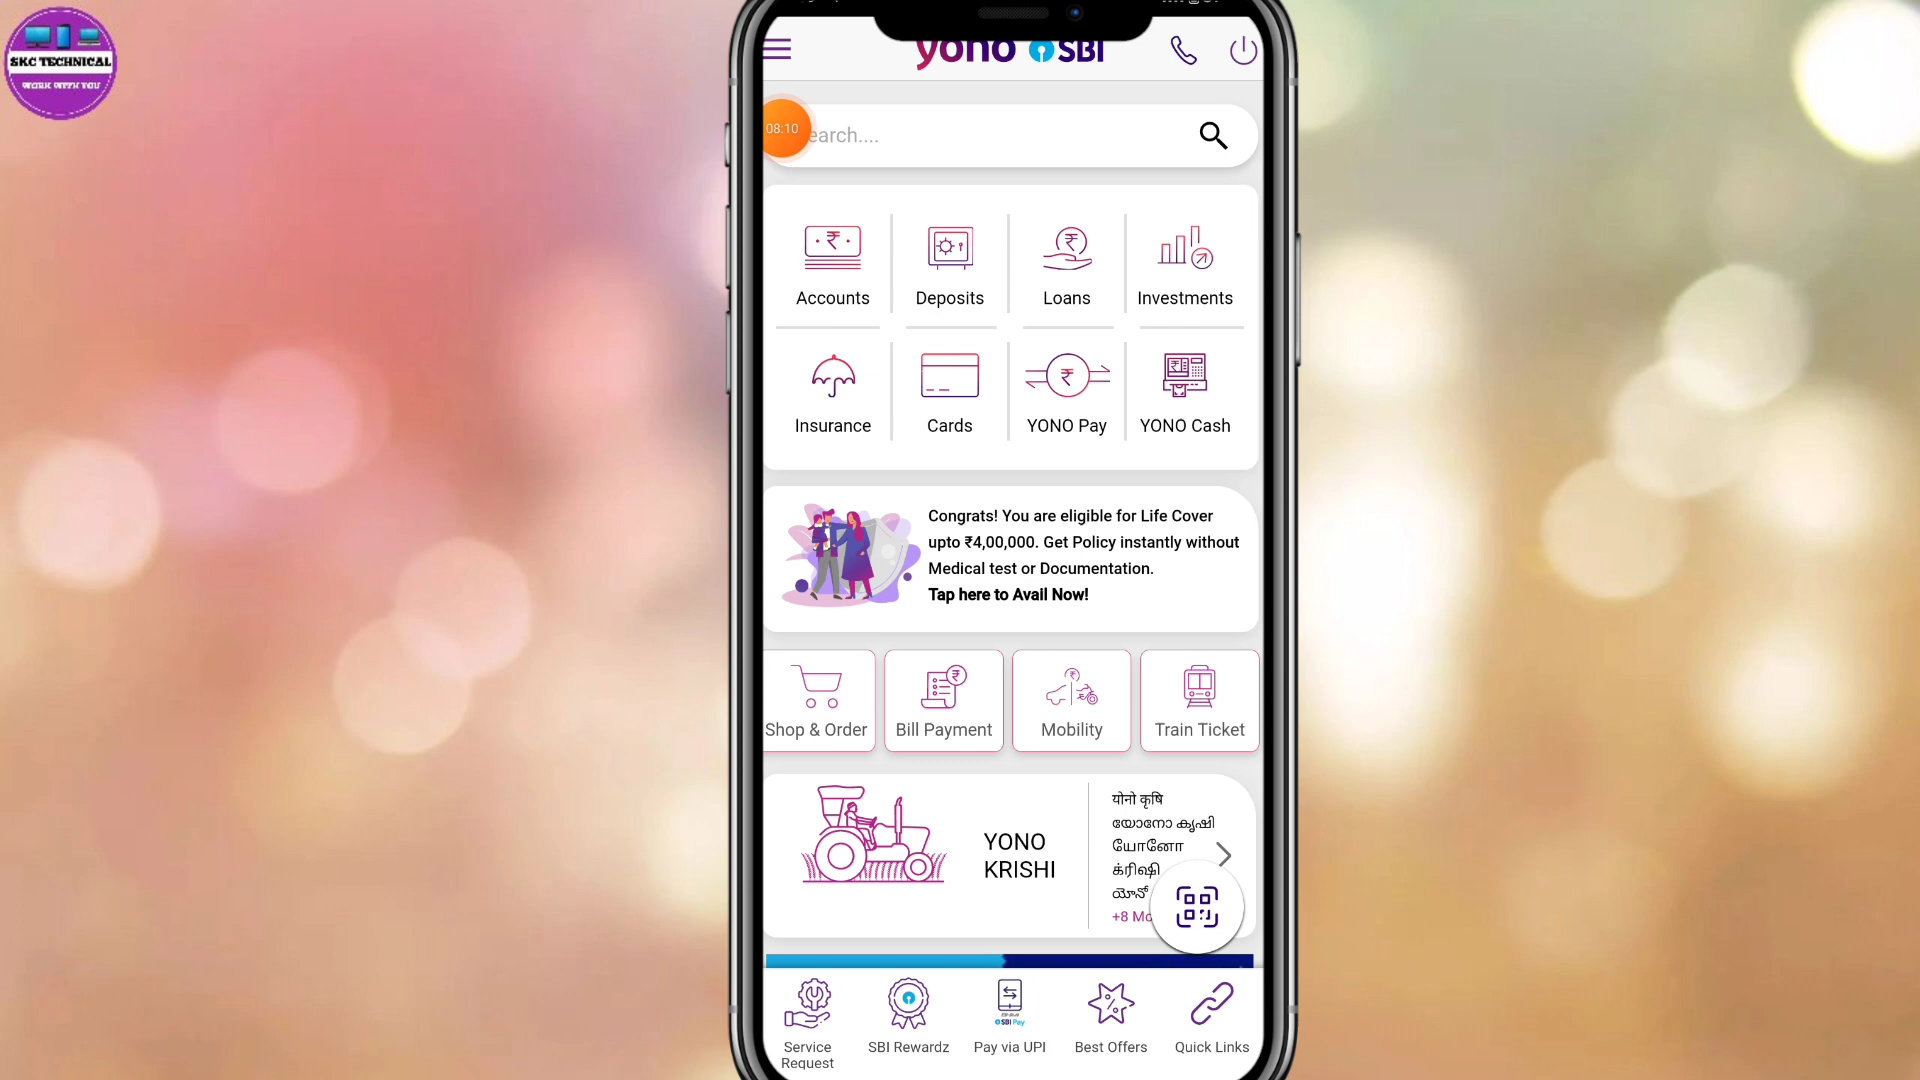 SKC TECHNICAL
WORK WITH YOU
yono SBI
08:10
earch....
Accounts
Deposits
Loans
Investments
Insurance
Cards
YONO Pay
YONO Cash
Congrats! You are eligible for Life Cover
upto ₹4,00,000. Get Policy instantly without
Medical test or Documentation.
Tap here to Avail Now!
Shop & Order
Bill Payment
Mobility
Train Ticket
YONO
KRISHI
योनो कृषि
യോനോ കൃഷി
யோனோ
க்ரிஷி
యోనో
+8 Mo
SBI Pay
Service
Request
SBI Rewardz
Pay via UPI
Best Offers
Quick Links